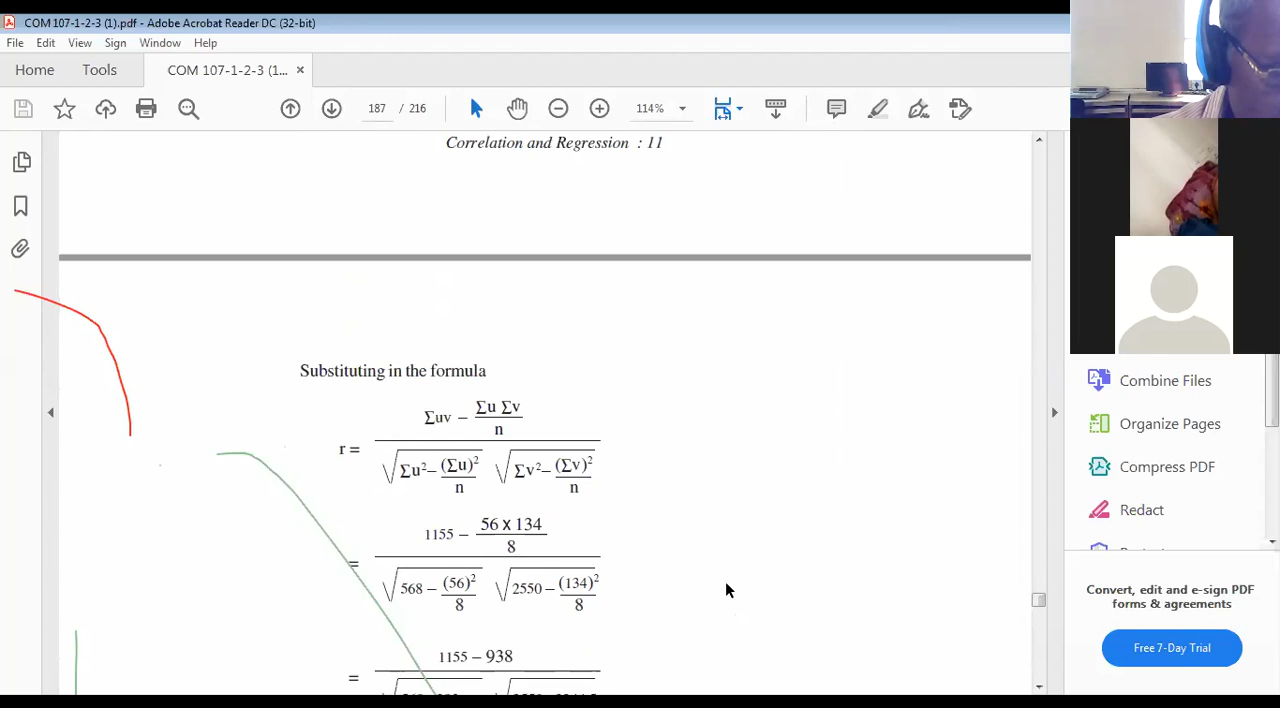 COM 107-1-2-3 (1).pdf - Adobe Acrobat Reader DC (32-bit)
File Edit View Sign Window Help
Home Tools COM 107-1-2-3 (1... ×
187 / 216 114%
Correlation and Regression : 11
Substituting in the formula
r = (Σuv − (Σu Σv)/n) / (√(Σu² − (Σu)²/n) √(Σv² − (Σv)²/n))
= (1155 − (56 x 134)/8) / (√(568 − (56)²/8) √(2550 − (134)²/8))
= 1155 − 938
Combine Files
Organize Pages
Compress PDF
Redact
Convert, edit and e-sign PDF
forms & agreements
Free 7-Day Trial